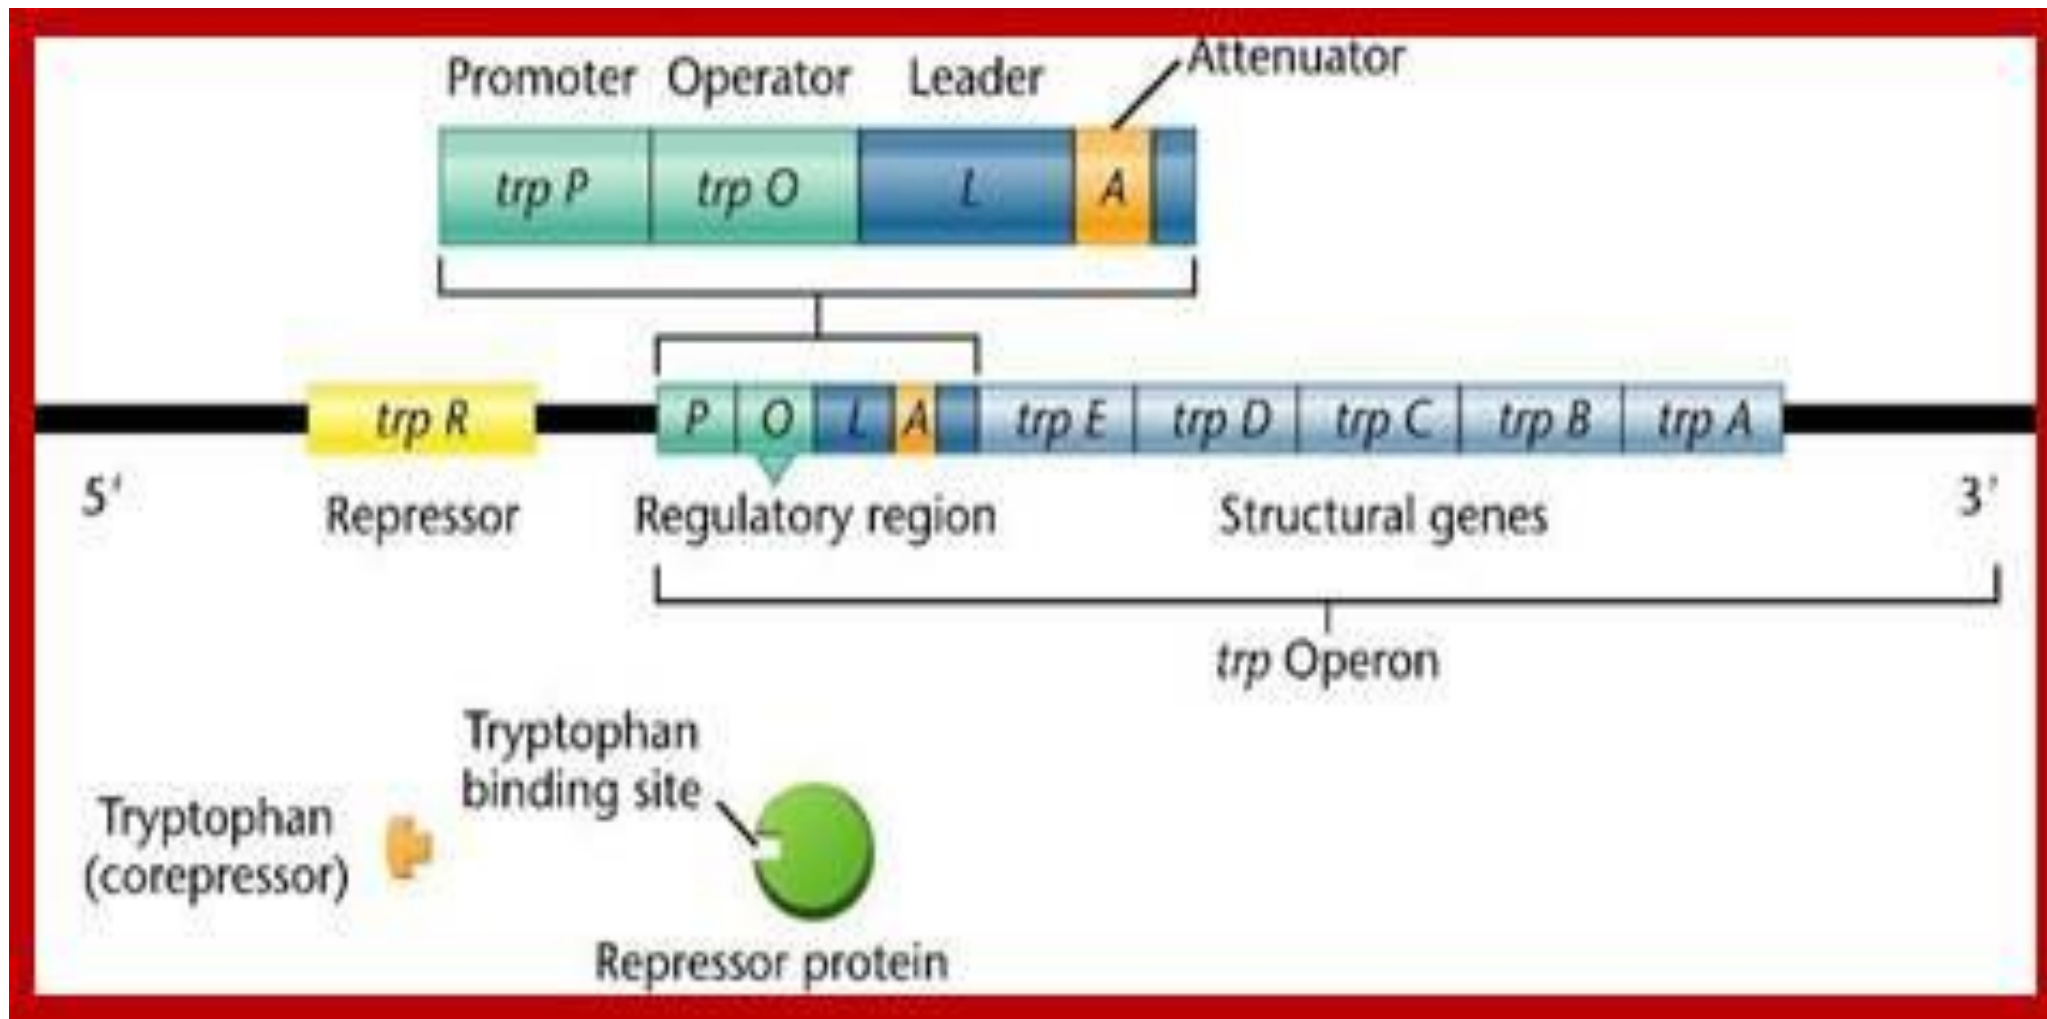 Promoter Operator Leader Attenuator
trp P trp O L A
trp R P O L A trp E trp D trp C trp B trp A
5' 3'
Repressor Regulatory region Structural genes
trp Operon
Tryptophan
binding site
Tryptophan
(corepressor)
Repressor protein